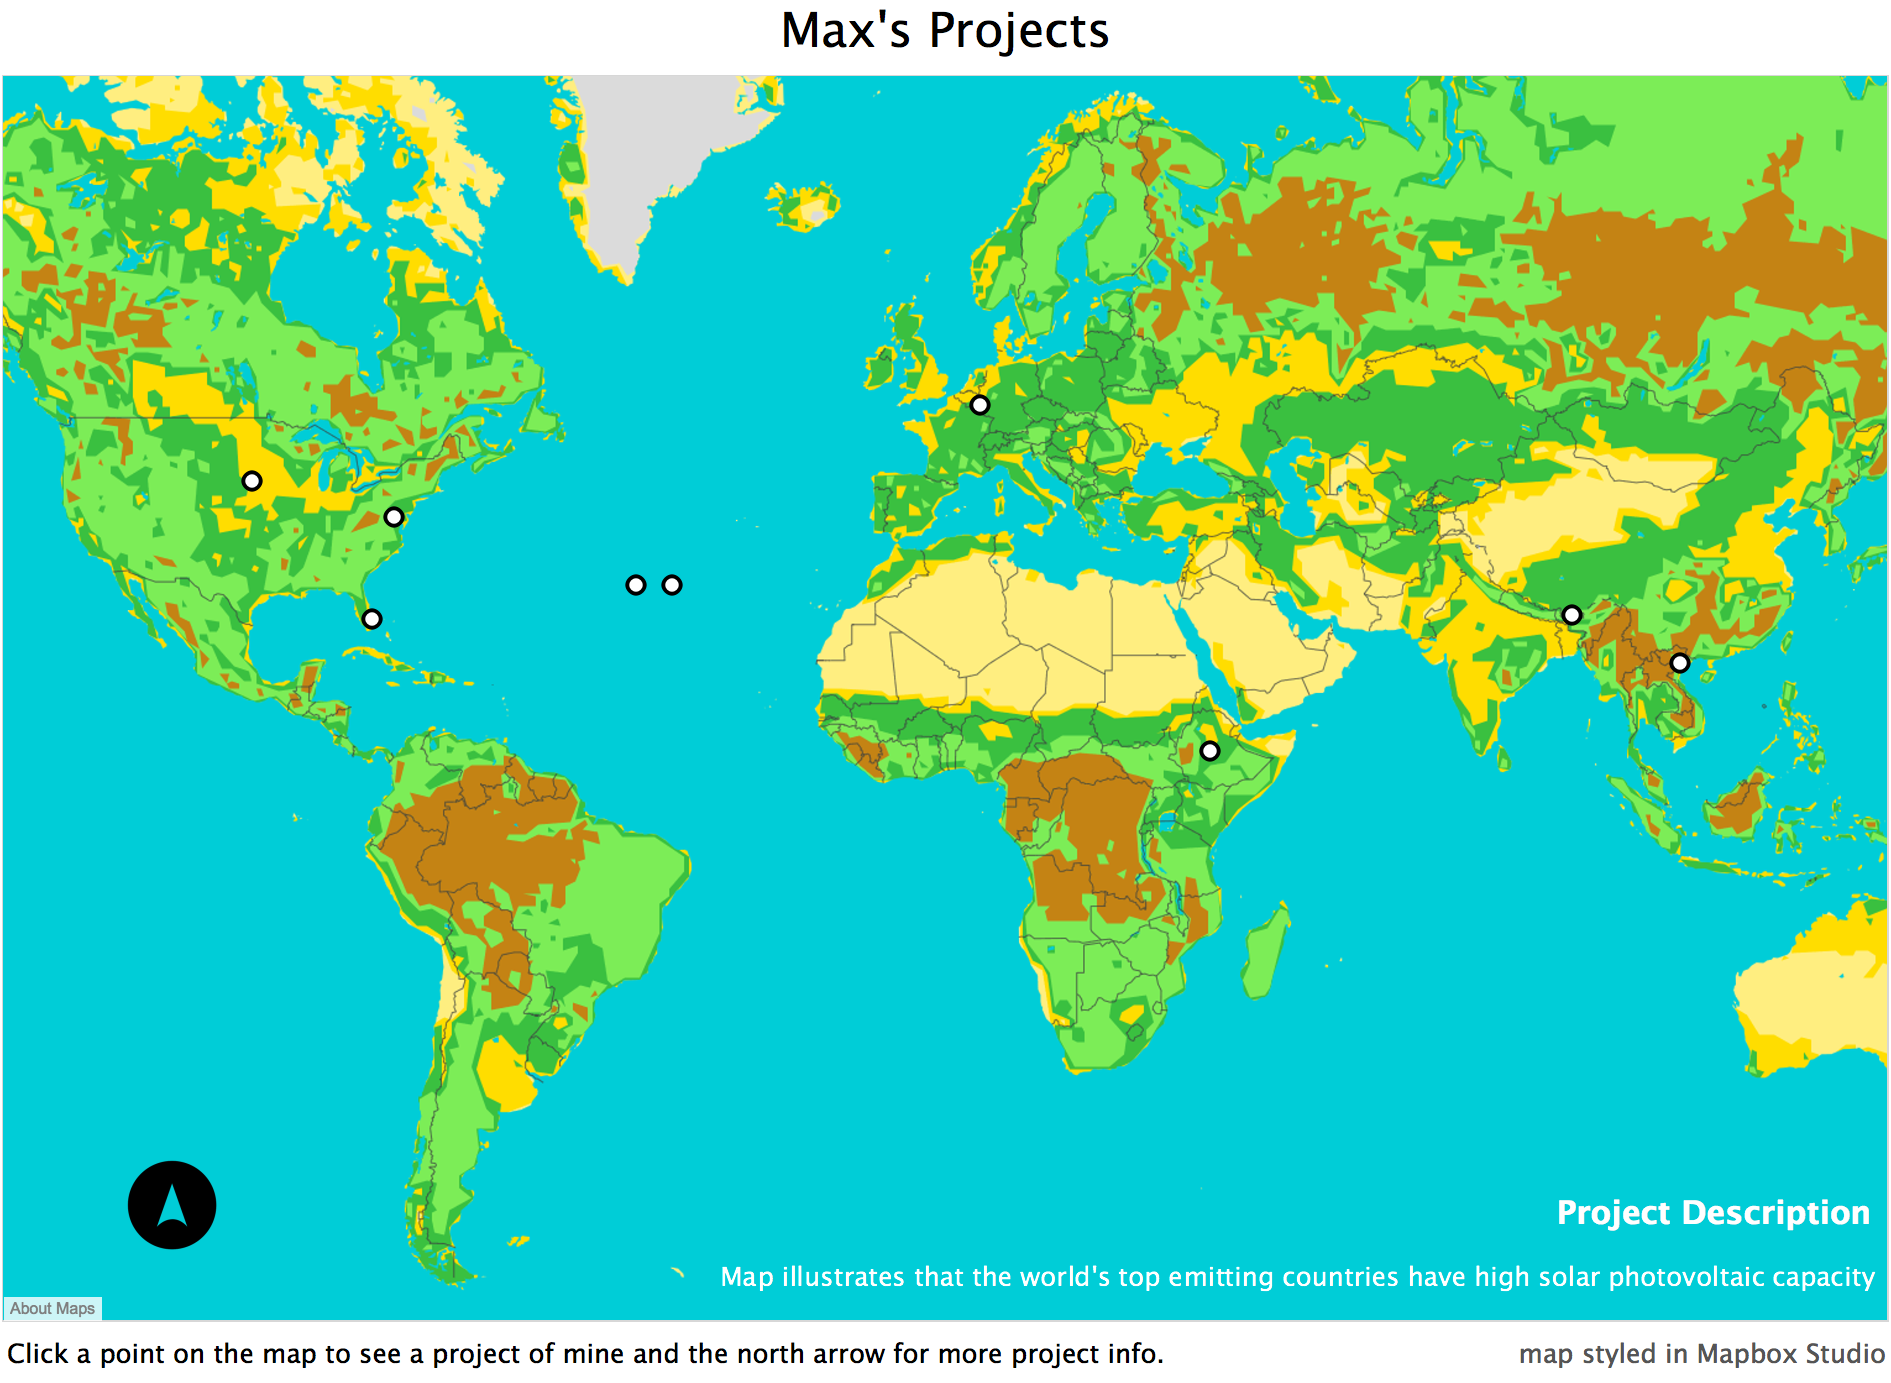 Max's Projects
Project Description
Map illustrates that the world's top emitting countries have high solar photovoltaic capacity
About Maps
Click a point on the map to see a project of mine and the north arrow for more project info.
map styled in Mapbox Studio